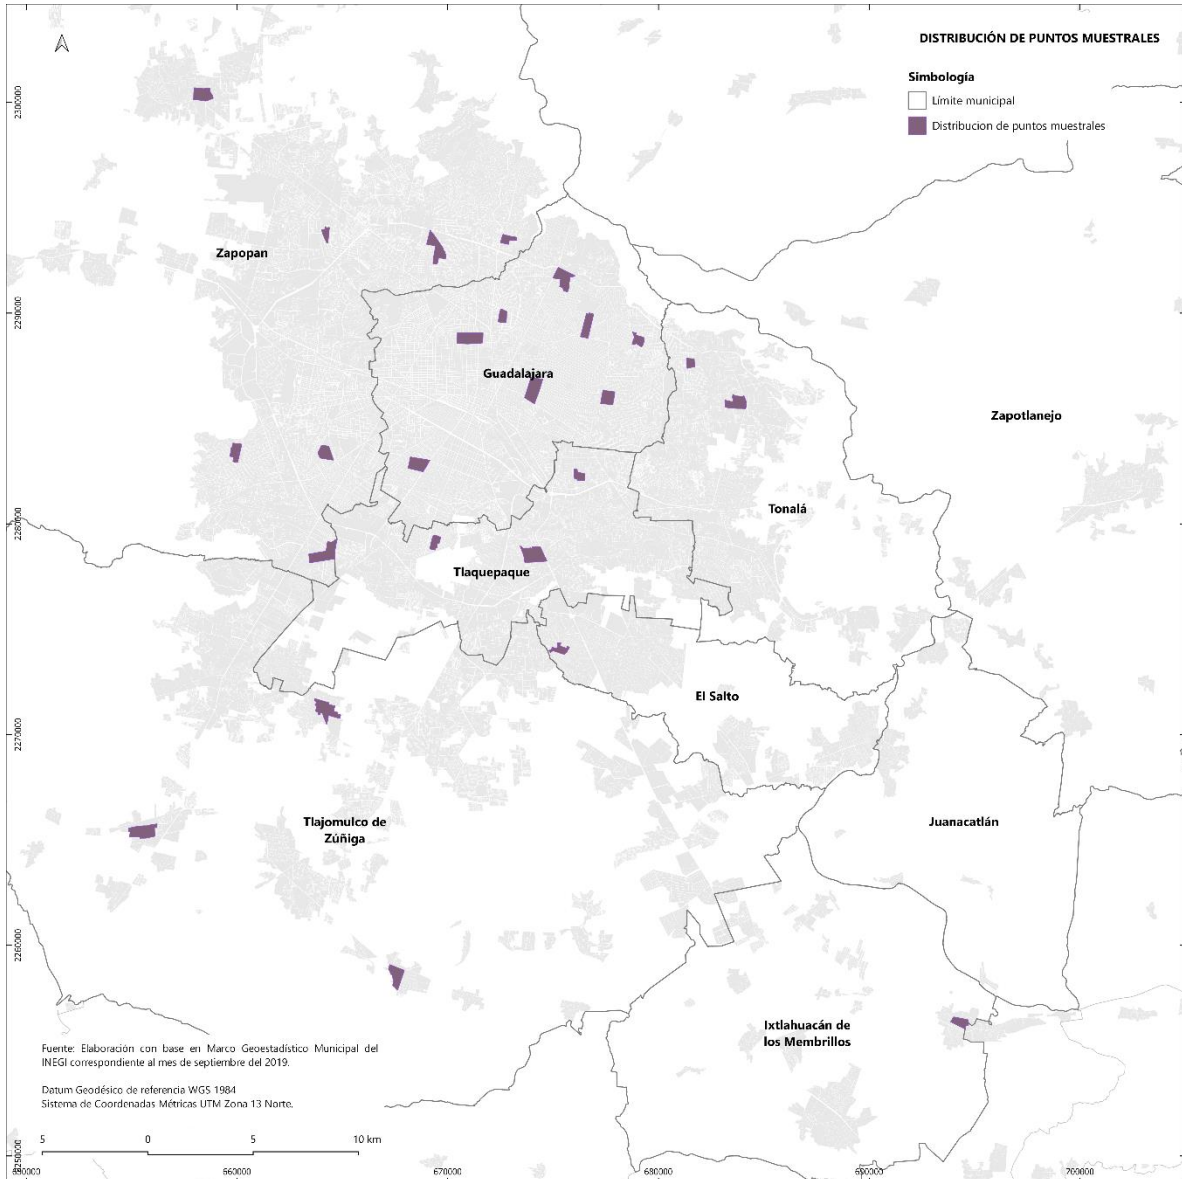 DISTRIBUCIÓN DE PUNTOS MUESTRALES
Simbología
Límite municipal
Distribucion de puntos muestrales
2300000
Zapopan
2290000
Guadalajara
Zapotlanejo
Tonalá
2280000
Tlaquepaque
El Salto
2270000
Tlajomulco de
Zúñiga
Juanacatlán
2260000
Ixtlahuacán de
los Membrillos
Fuente: Elaboración con base en Marco Geoestadístico Municipal del
INEGI correspondiente al mes de septiembre del 2019.
Datum Geodésico de referencia WGS 1984
Sistema de Coordenadas Métricas UTM Zona 13 Norte.
5 0 5 10 km
2250000
650000 660000 670000 680000 690000 700000